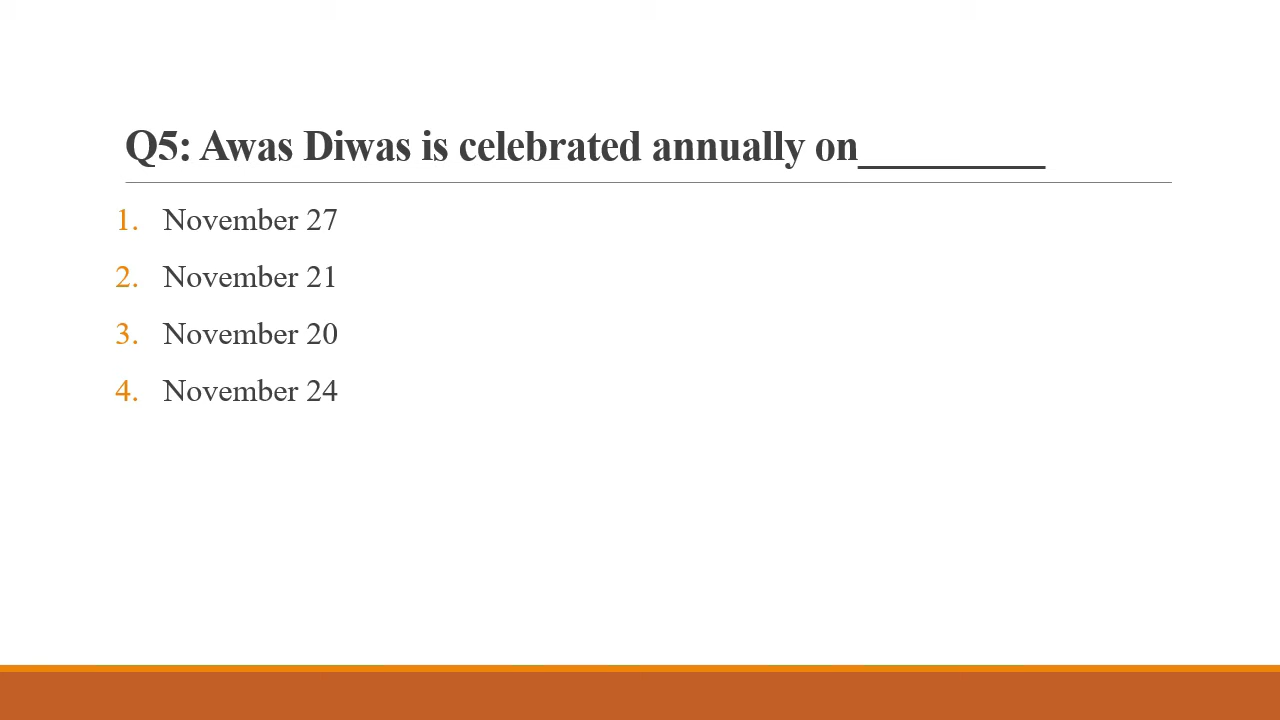 Q5: Awas Diwas is celebrated annually on_________
1. November 27
2. November 21
3. November 20
4. November 24